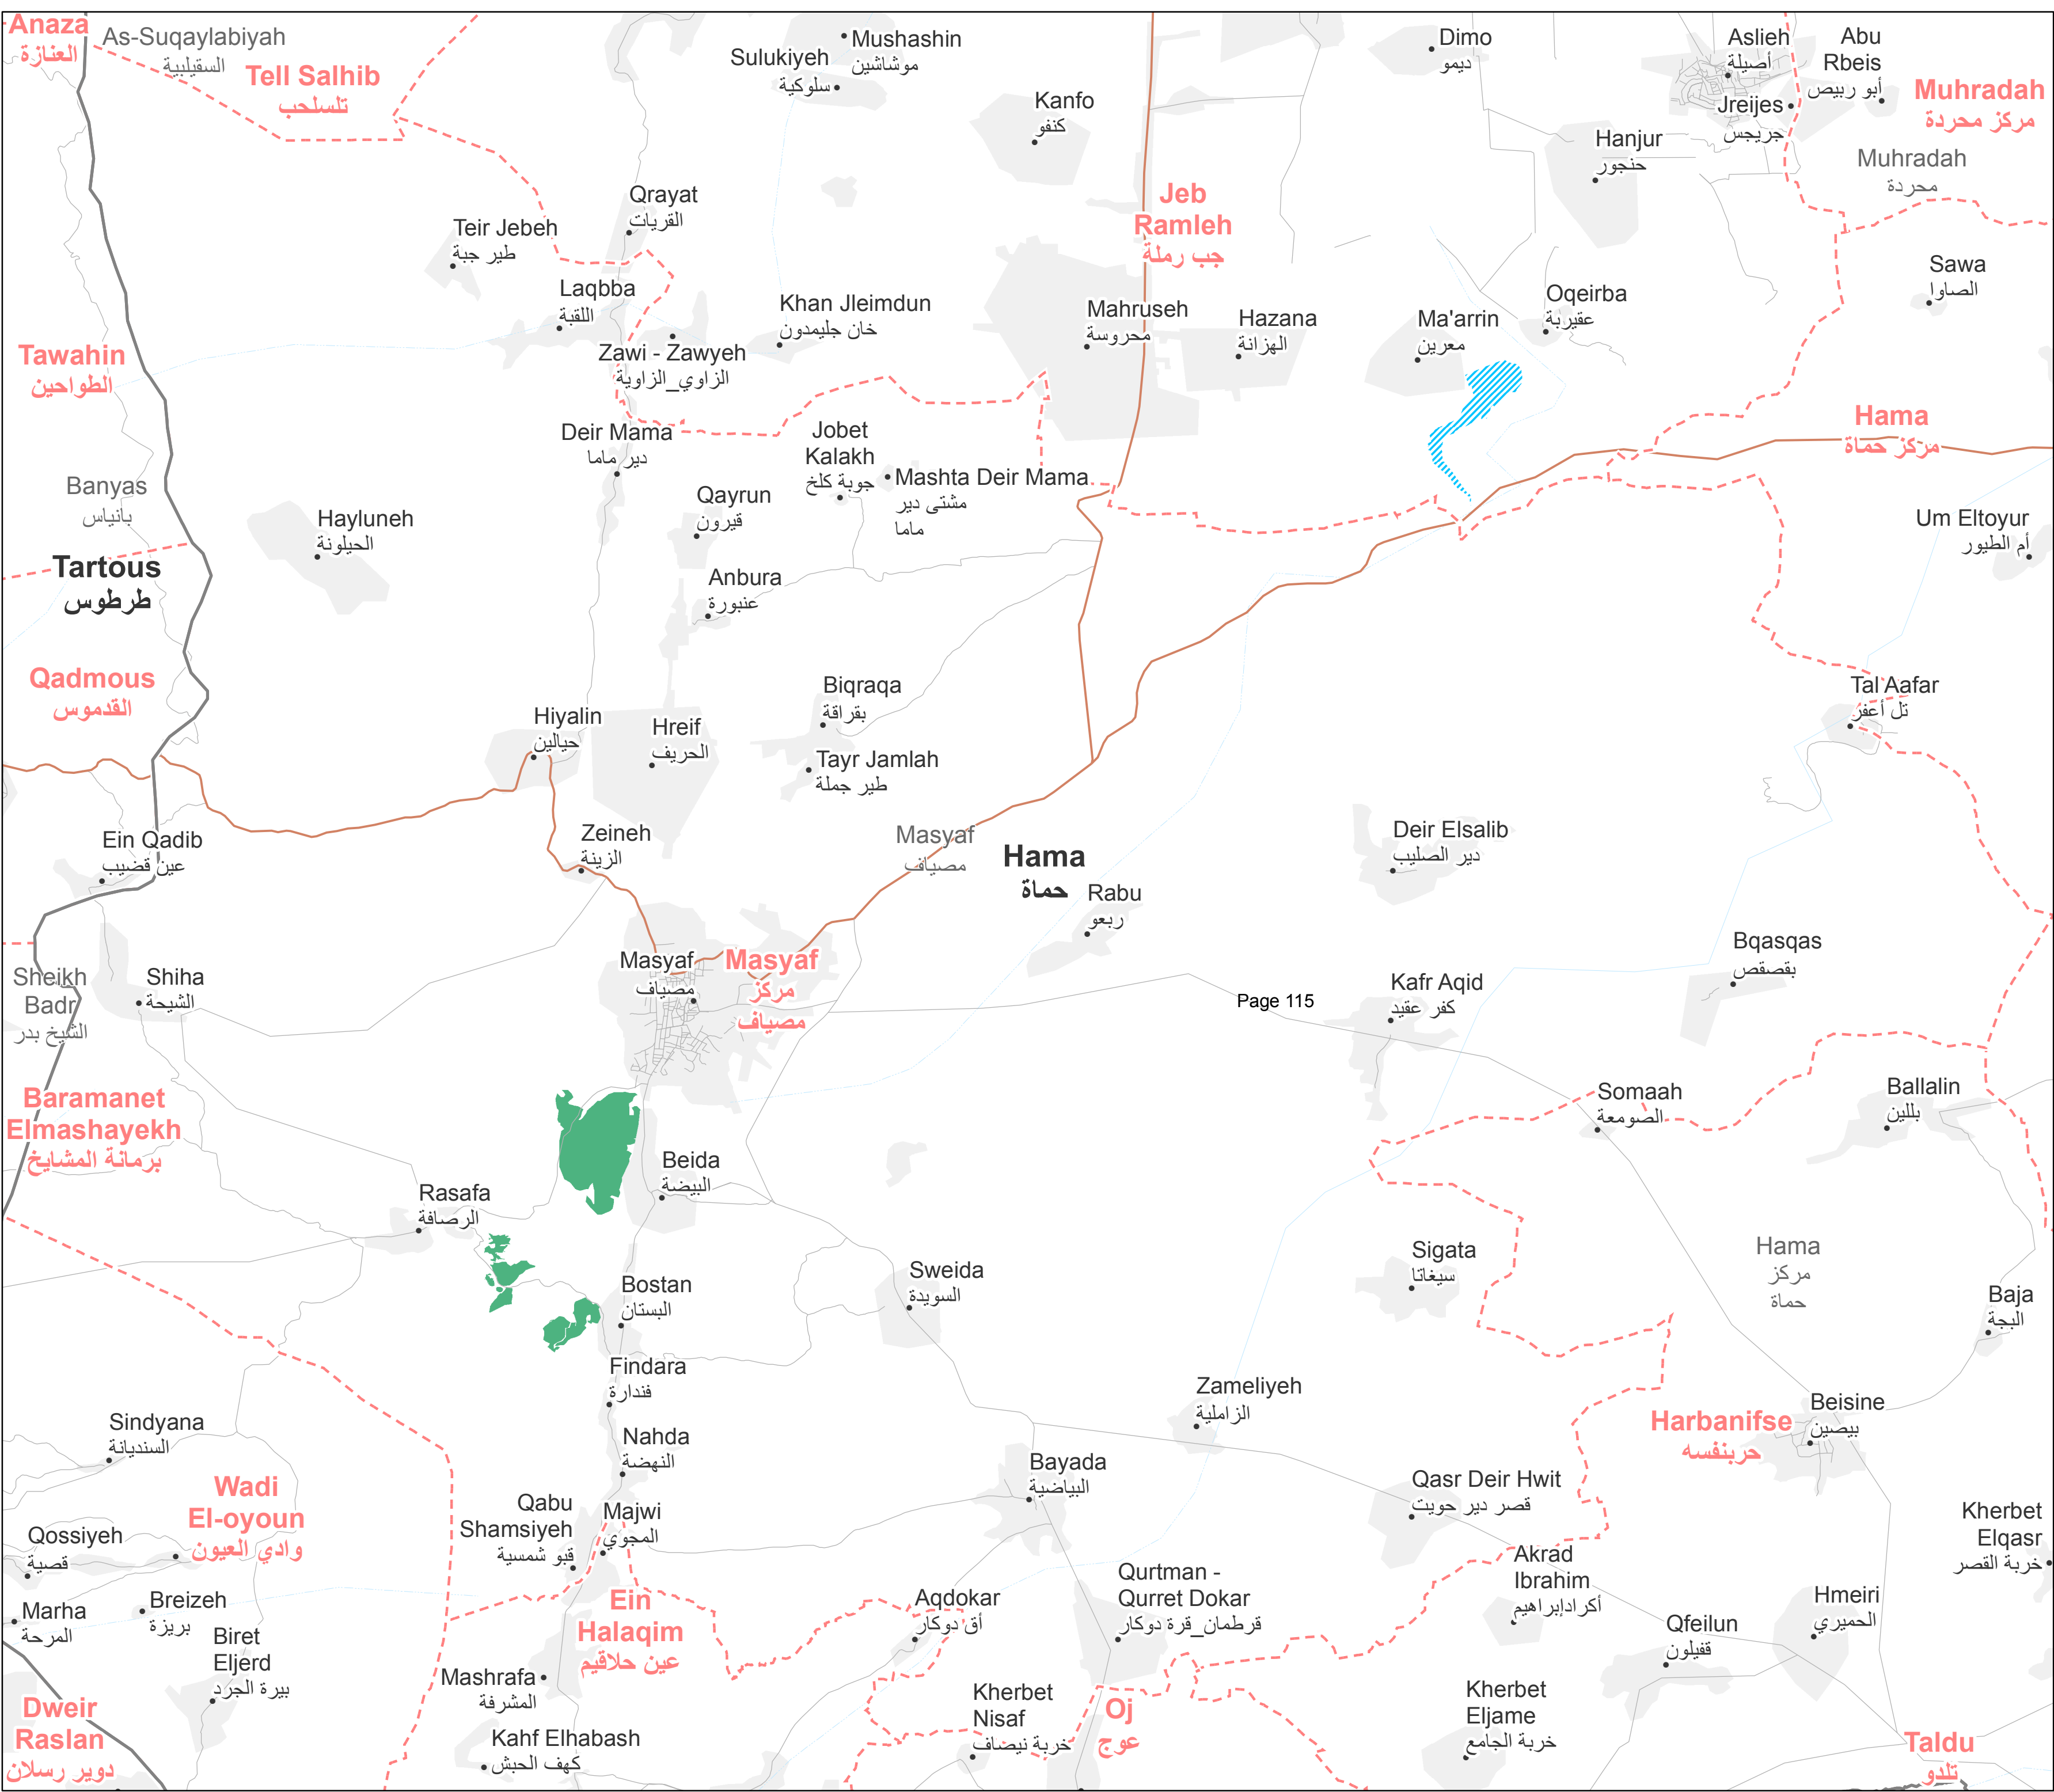 Anaza
العنازة
As-Suqaylabiyah
السقيلبية
Tell Salhib
تلسلحب
Mushashin
موشاشين
Sulukiyeh
سلوكية
Kanfo
كنفو
Dimo
ديمو
Aslieh
أصيلة
Abu
Rbeis
أبو ربيص
Jreijes
جريجس
Muhradah
مركز محردة
Muhradah
محردة
Hanjur
حنجور
Qrayat
القريات
Teir Jebeh
طير جبة
Jeb
Ramleh
جب رملة
Sawa
الصاوا
Laqbba
اللقبة
Khan Jleimdun
خان جليمدون
Zawi - Zawyeh
الزاوي_الزاوية
Mahruseh
محروسة
Hazana
الهزانة
Ma'arrin
معرين
Oqeirba
عقيربة
Tawahin
الطواحين
Hama
مركز حماة
Deir Mama
دير ماما
Jobet
Kalakh
جوبة كلخ
Mashta Deir Mama
مشتى دير
ماما
Banyas
بانياس
Hayluneh
الحيلونة
Qayrun
قيرون
Um Eltoyur
أم الطيور
Tartous
طرطوس
Anbura
عنبورة
Qadmous
القدموس
Biqraqa
بقراقة
Tal Aafar
تل أعفر
Hiyalin
حيالين
Hreif
الحريف
Tayr Jamlah
طير جملة
Ein Qadib
عين قضيب
Zeineh
الزينة
Masyaf
مصياف
Hama
حماة
Deir Elsalib
دير الصليب
Rabu
ربعو
Sheikh
Badr
الشيخ بدر
Shiha
الشيحة
Masyaf
مصياف
Masyaf
مركز
مصياف
Page 115
Kafr Aqid
كفر عقيد
Bqasqas
بقصقص
Baramanet
Elmashayekh
برمانة المشايخ
Somaah
الصومعة
Ballalin
بللين
Beida
البيضة
Rasafa
الرصافة
Sigata
سيغاتا
Hama
مركز
حماة
Sweida
السويدة
Bostan
البستان
Baja
البجة
Findara
فندارة
Zameliyeh
الزاملية
Harbanifse
حربنفسه
Beisine
بيصين
Sindyana
السنديانة
Nahda
النهضة
Bayada
البياضية
Qasr Deir Hwit
قصر دير حويت
Wadi
El-oyoun
وادي العيون
Qabu
Shamsiyeh
قبو شمسية
Majwi
المجوي
Kherbet
Elqasr
خربة القصر
Qossiyeh
قصية
Akrad
Ibrahim
أكرادإبراهيم
Qurtman -
Qurret Dokar
قرطمان_قرة دوكار
Aqdokar
أق دوكار
Ein
Halaqim
عين حلاقيم
Hmeiri
الحميري
Marha
المرحة
Breizeh
بريزة
Biret
Eljerd
بيرة الجرد
Qfeilun
قفيلون
Mashrafa
المشرفة
Kherbet
Nisaf
خربة نيصاف
Oj
عوج
Kherbet
Eljame
خربة الجامع
Dweir
Raslan
دوير رسلان
Kahf Elhabash
كهف الحبش
Taldu
تلدو